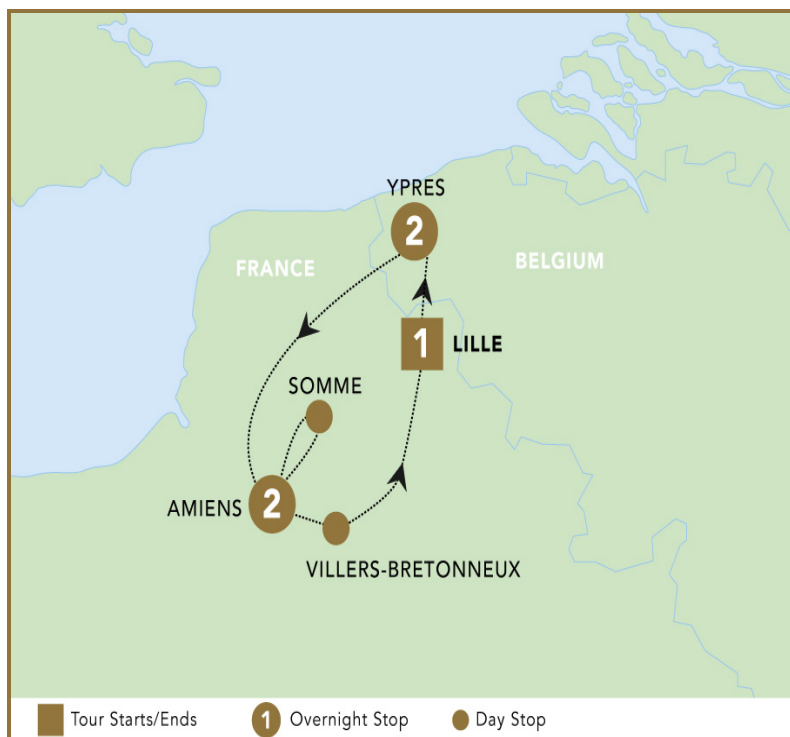 YPRES
2
FRANCE
BELGIUM
1 LILLE
SOMME
AMIENS 2
VILLERS-BRETONNEUX
Tour Starts/Ends 1 Overnight Stop Day Stop